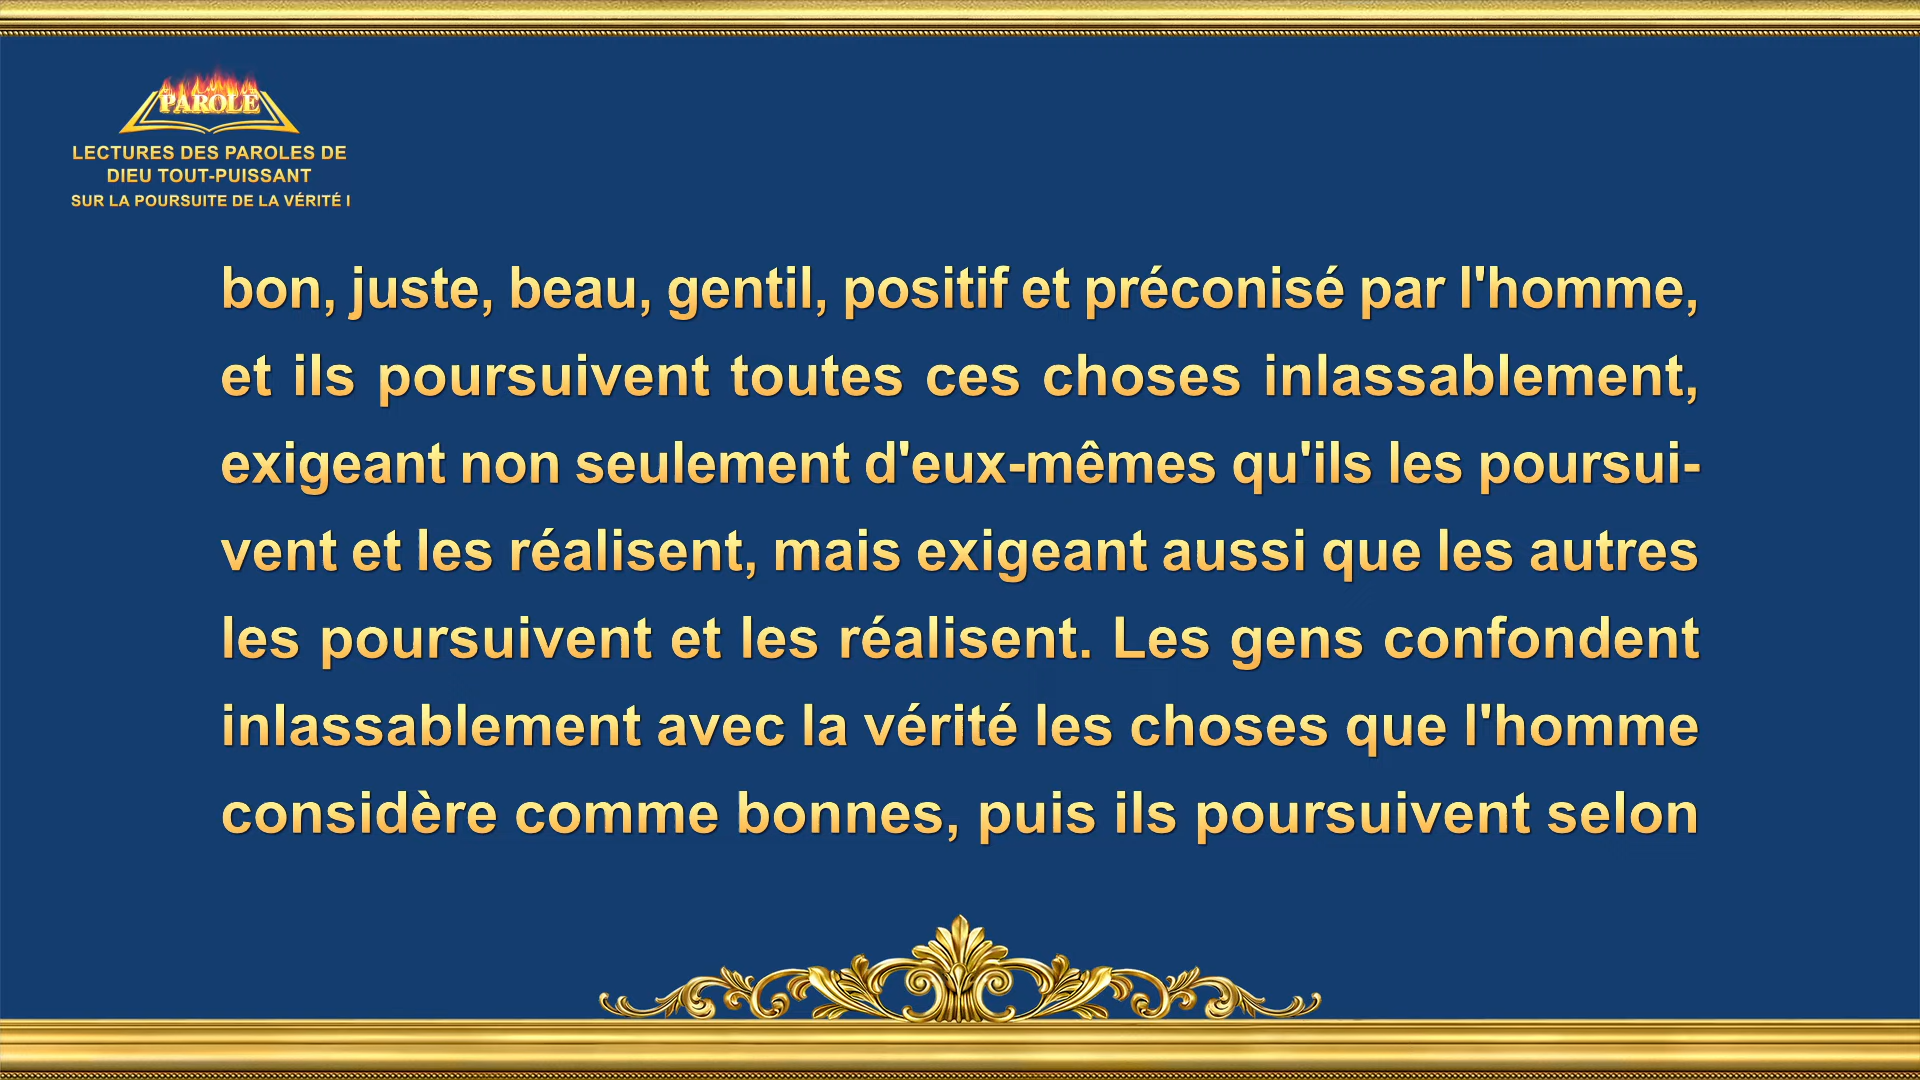 PAROLE
LECTURES DES PAROLES DE
DIEU TOUT-PUISSANT
SUR LA POURSUITE DE LA VÉRITÉ I
bon, juste, beau, gentil, positif et préconisé par l'homme,
et ils poursuivent toutes ces choses inlassablement,
exigeant non seulement d'eux-mêmes qu'ils les poursui-
vent et les réalisent, mais exigeant aussi que les autres
les poursuivent et les réalisent. Les gens confondent
inlassablement avec la vérité les choses que l'homme
considère comme bonnes, puis ils poursuivent selon